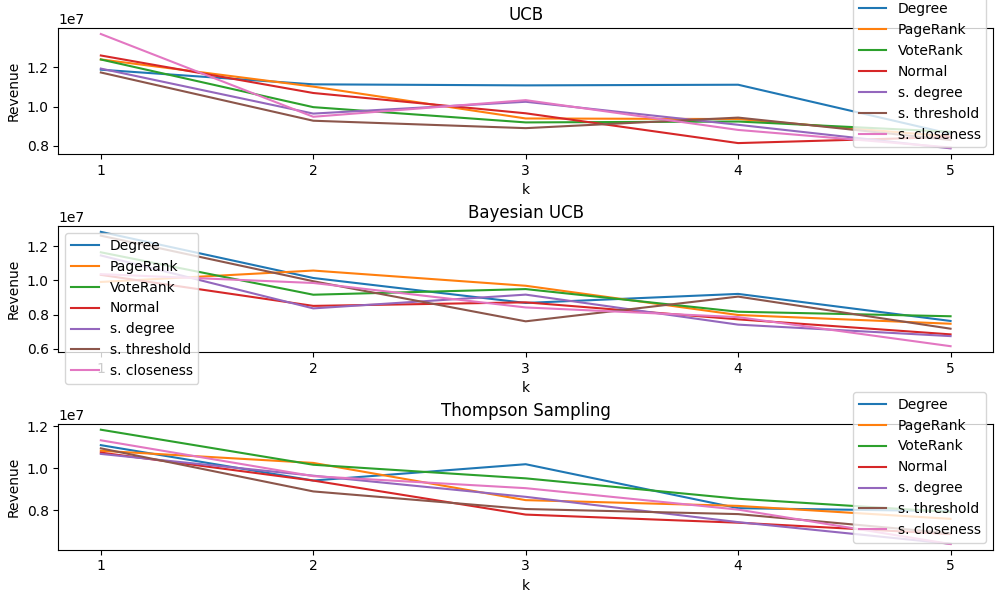 UCB
1e7
Revenue
1.2
1.0
0.8
1
2
3
4
5
k
Degree
PageRank
VoteRank
Normal
s. degree
s. threshold
s. closeness
Bayesian UCB
1e7
Revenue
1.2
1.0
0.8
0.6
1
2
3
4
5
k
Degree
PageRank
VoteRank
Normal
s. degree
s. threshold
s. closeness
Thompson Sampling
1e7
Revenue
1.2
1.0
0.8
1
2
3
4
5
k
Degree
PageRank
VoteRank
Normal
s. degree
s. threshold
s. closeness